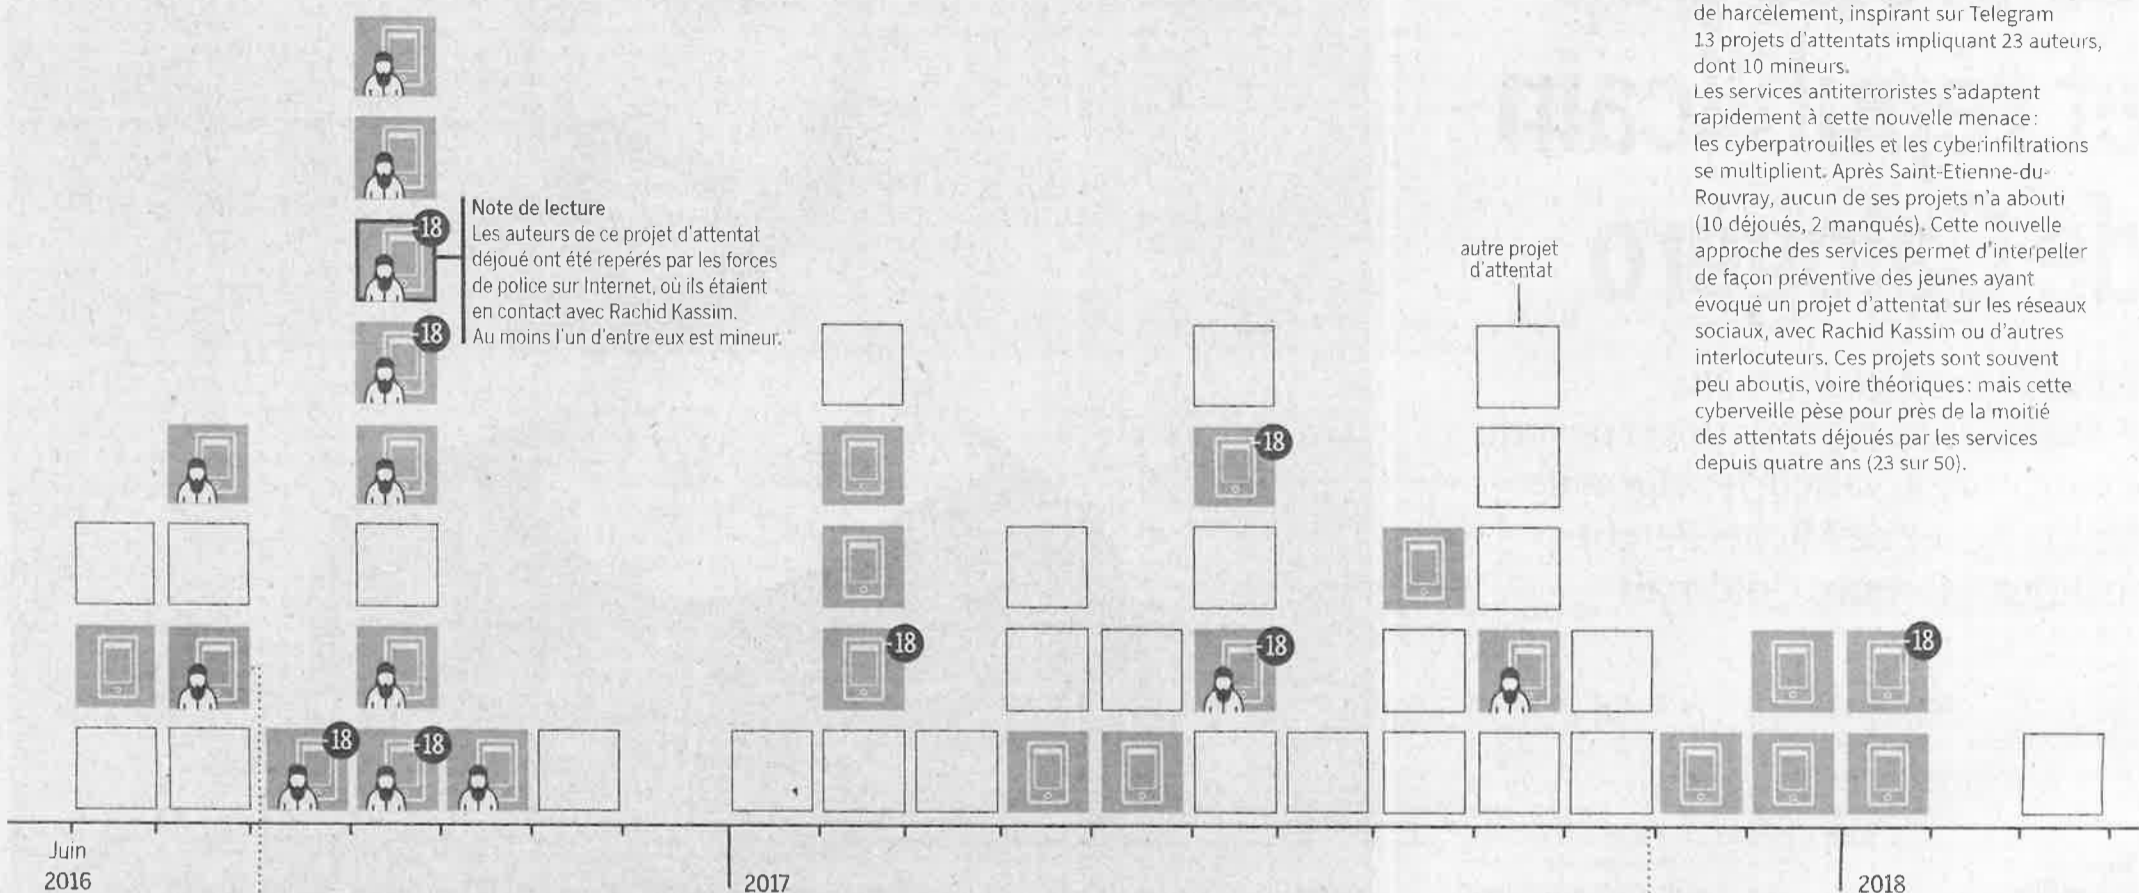 de harcèlement, inspirant sur Telegram
13 projets d'attentats impliquant 23 auteurs,
dont 10 mineurs.
Les services antiterroristes s'adaptent
rapidement à cette nouvelle menace:
les cyberpatrouilles et les cyberinfiltrations
se multiplient. Après Saint-Etienne-du-
Rouvray, aucun de ses projets n'a abouti
(10 déjoués, 2 manqués). Cette nouvelle
approche des services permet d'interpeller
de façon préventive des jeunes ayant
évoqué un projet d'attentat sur les réseaux
sociaux, avec Rachid Kassim ou d'autres
interlocuteurs. Ces projets sont souvent
peu aboutis, voire théoriques: mais cette
cyberveille pèse pour près de la moitié
des attentats déjoués par les services
depuis quatre ans (23 sur 50).
Note de lecture
Les auteurs de ce projet d'attentat
déjoué ont été repérés par les forces
de police sur Internet, où ils étaient
en contact avec Rachid Kassim.
Au moins l'un d'entre eux est mineur.
autre projet
d'attentat
-18
-18
-18
-18
-18
-18
-18
-18
Juin
2016
2017
2018